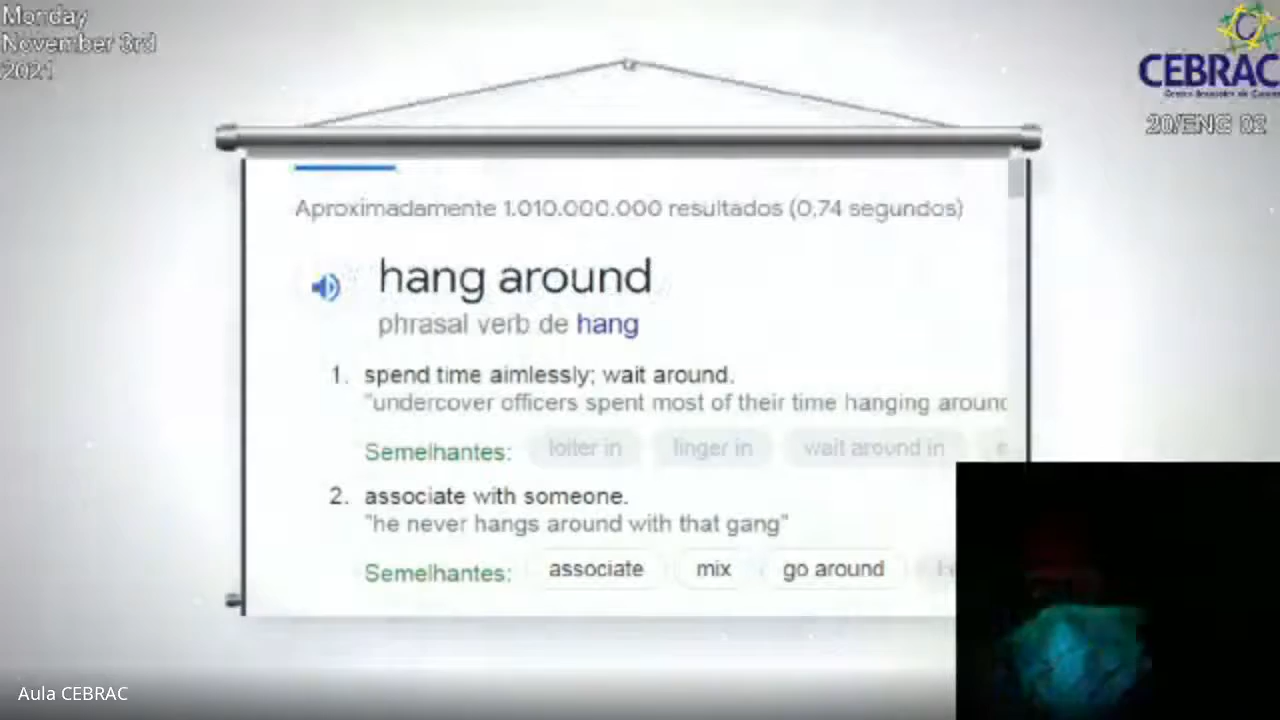 Monday
November 3rd
2021
CEBRAC
20/ENG 02
Aproximadamente 1.010.000.000 resultados (0,74 segundos)
hang around
phrasal verb de hang
1. spend time aimlessly; wait around.
"undercover officers spent most of their time hanging around
Semelhantes: loiter in linger in wait around in
2. associate with someone.
"he never hangs around with that gang"
Semelhantes: associate mix go around
Aula CEBRAC